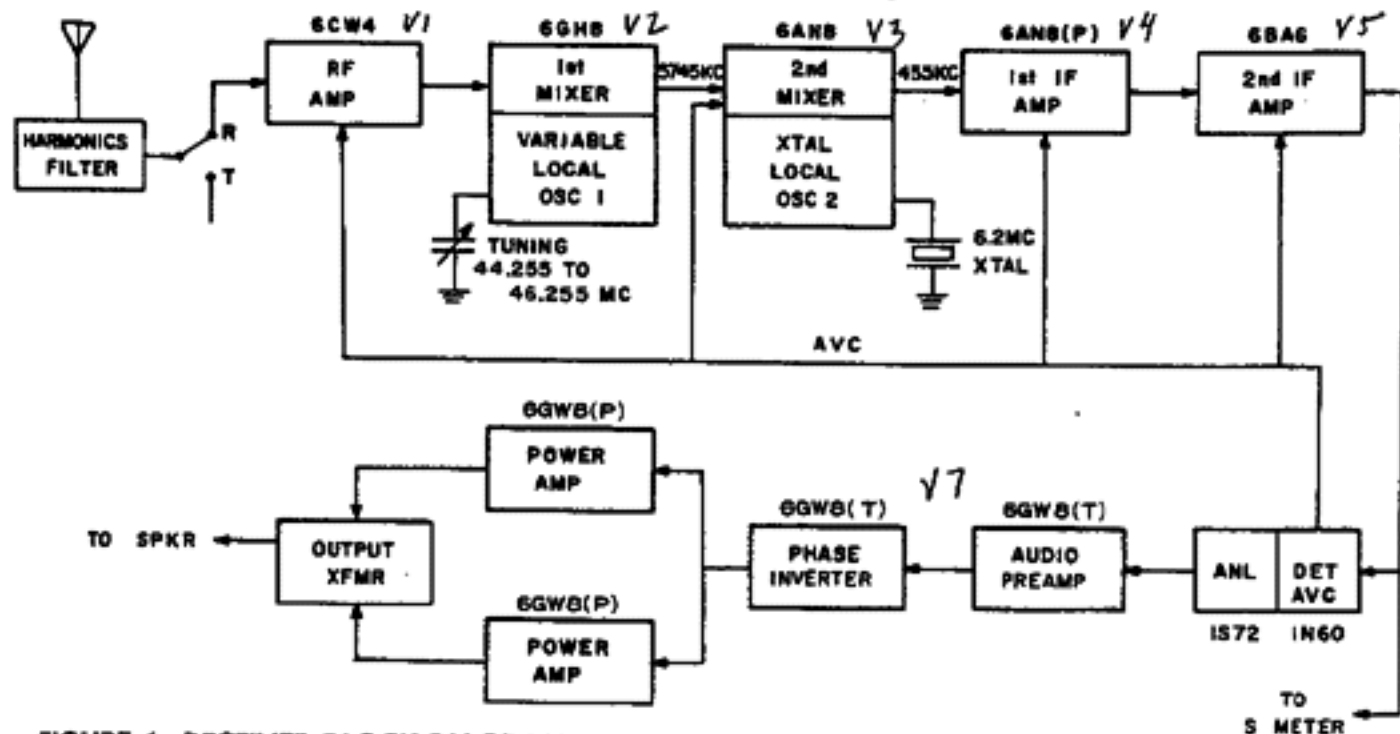 6CW4 V1
RF AMP
6GH8 V2
1st MIXER
VARIABLE LOCAL OSC 1
5745KC
6AN8 V3
2nd MIXER
XTAL LOCAL OSC 2
455KC
6AN8(P) V4
1st IF AMP
6BA6 V5
2nd IF AMP
HARMONICS FILTER
R
T
TUNING
44.255 TO
46.255 MC
6.2MC
XTAL
AVC
6GW8(P)
POWER AMP
TO SPKR
OUTPUT XFMR
6GW8(P)
POWER AMP
6GW8(T)
PHASE INVERTER
V7
6GW8(T)
AUDIO PREAMP
ANL
DET AVC
1S72
1N60
TO
S METER